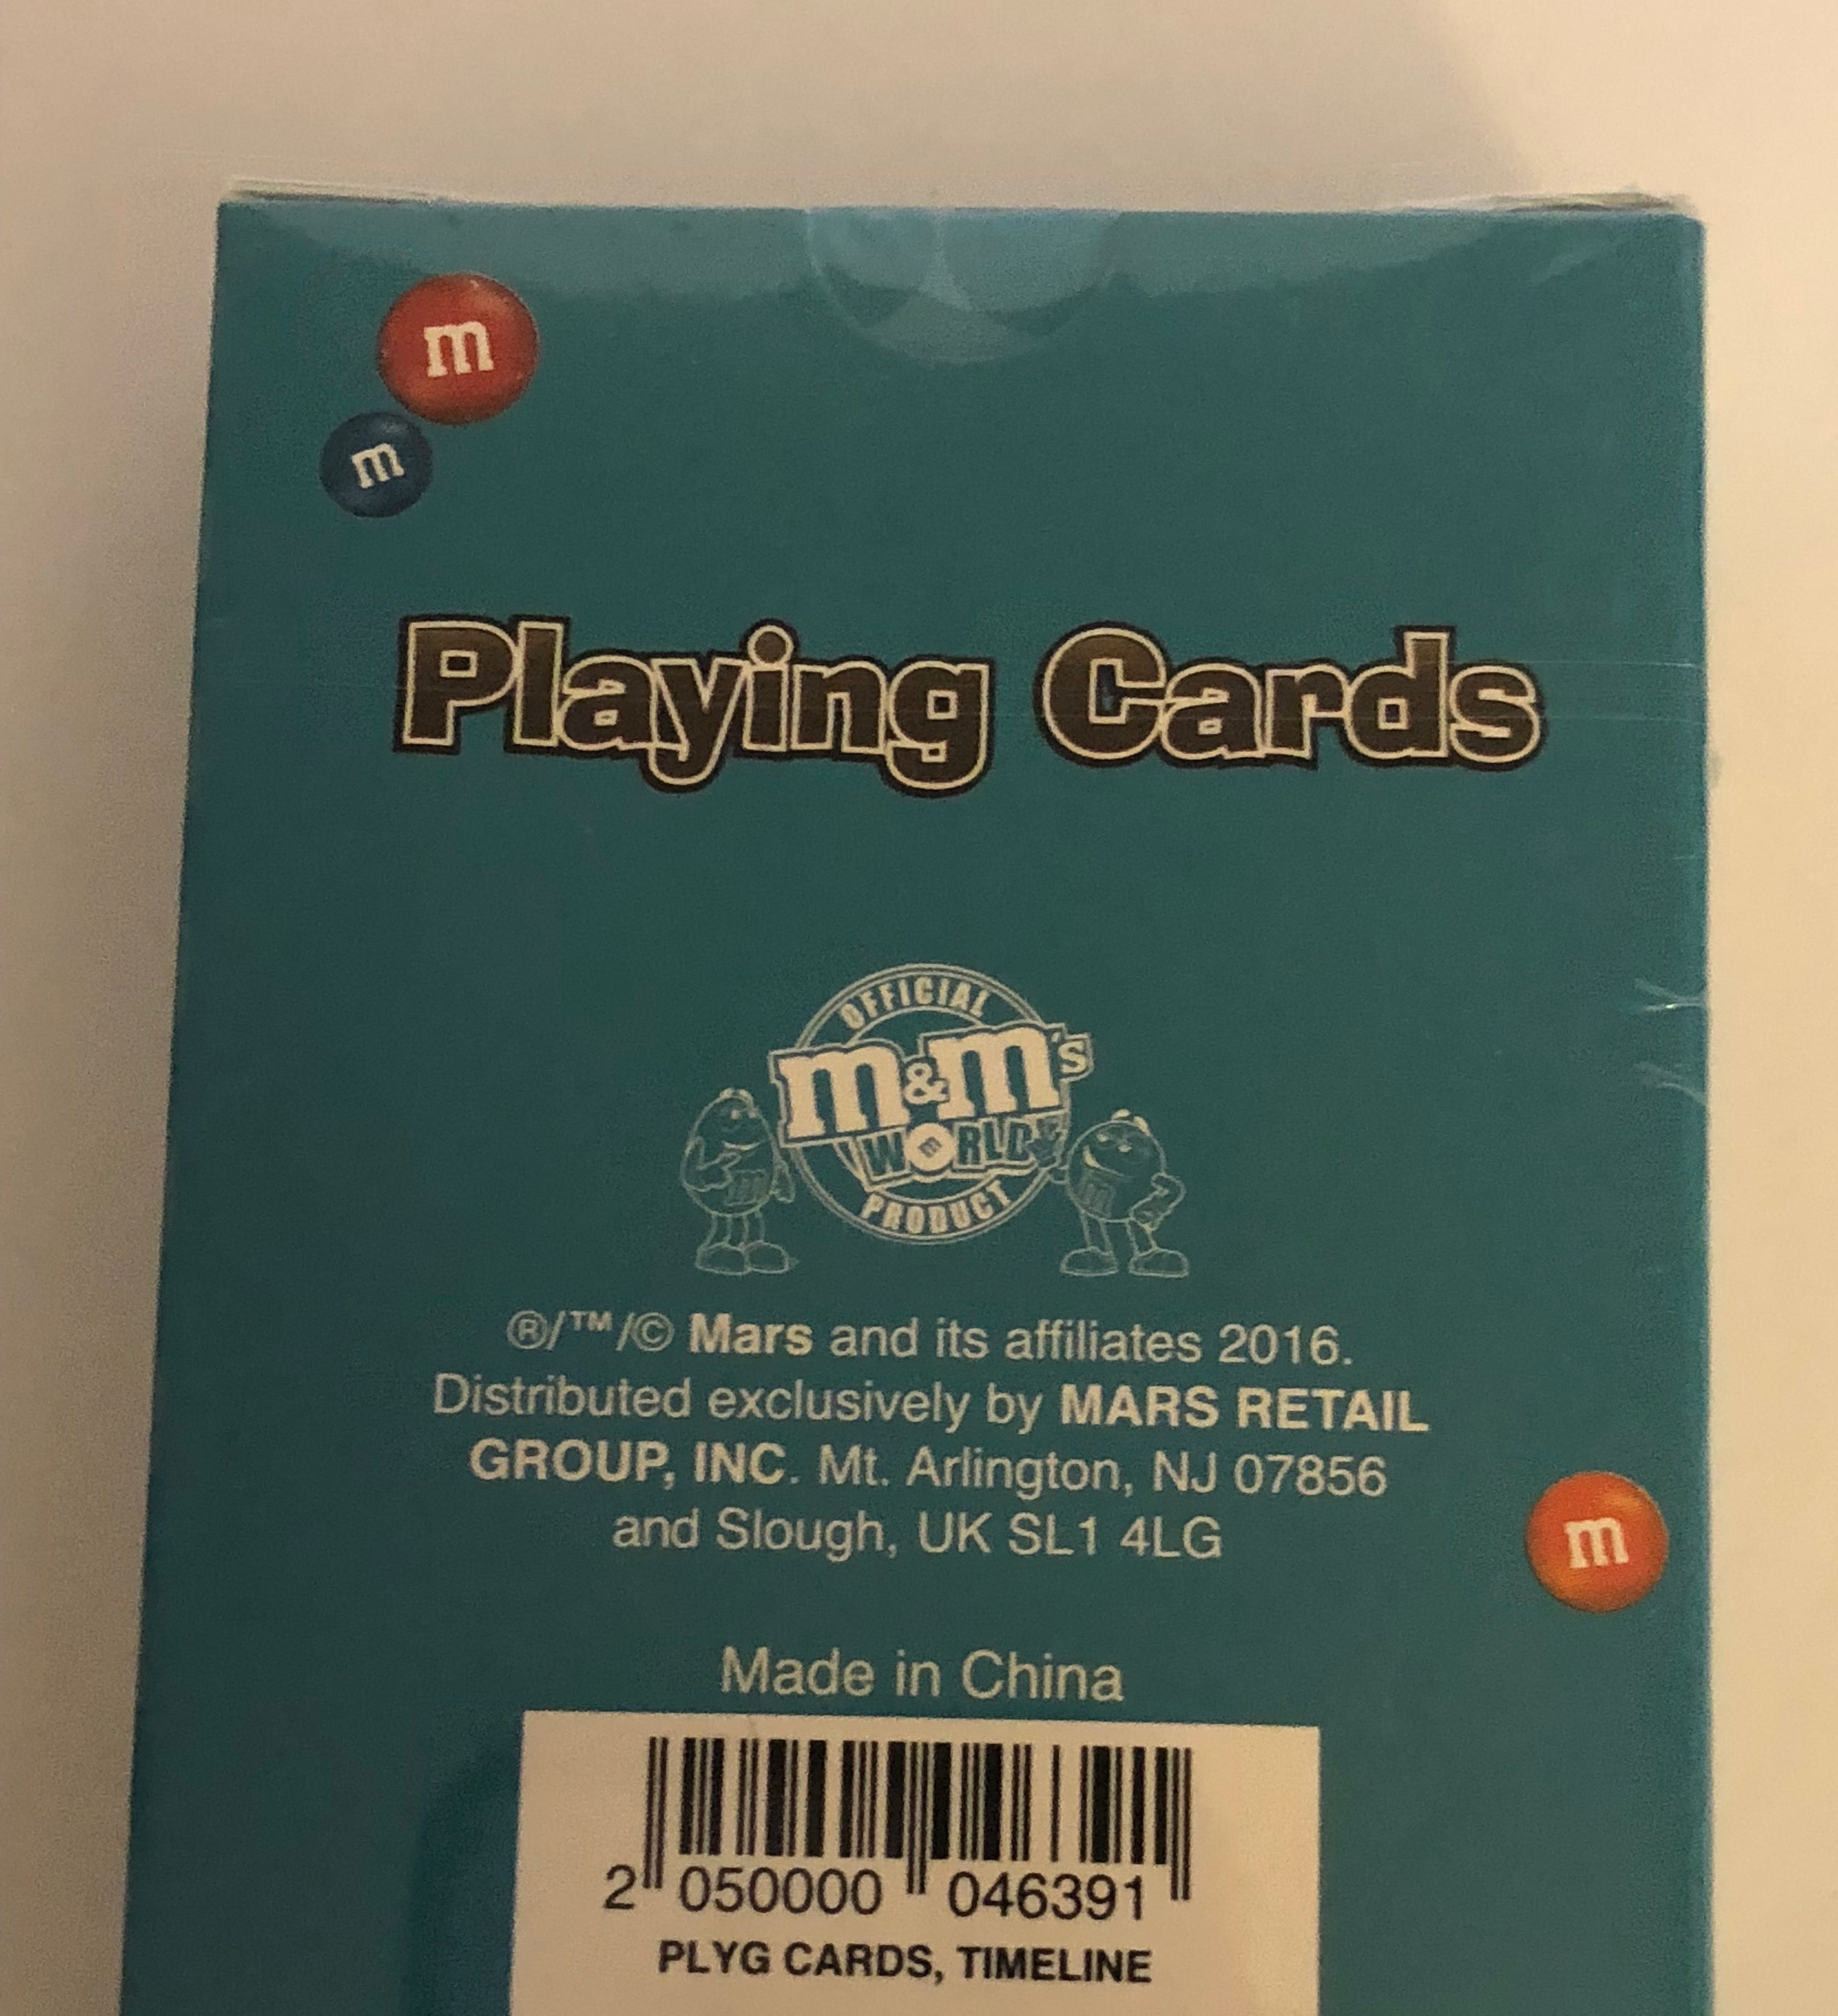 m
m
Playing Cards
OFFICIAL
m&m's
WORLD
PRODUCT
®/™/© Mars and its affiliates 2016.
Distributed exclusively by MARS RETAIL
GROUP, INC. Mt. Arlington, NJ 07856
and Slough, UK SL1 4LG
m
Made in China
2 050000 046391
PLYG CARDS, TIMELINE